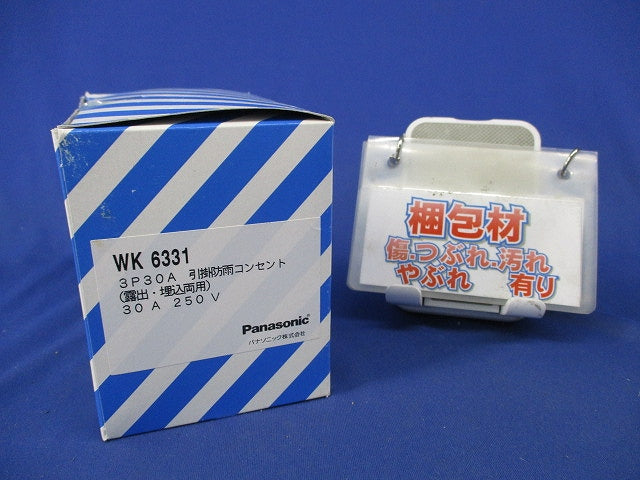 WK 6331
3P30A 引掛防雨コンセント
(露出・埋込両用)
30A 250V
Panasonic
パナソニック株式会社
梱包材
傷.つぶれ.汚れ
やぶれ 有り